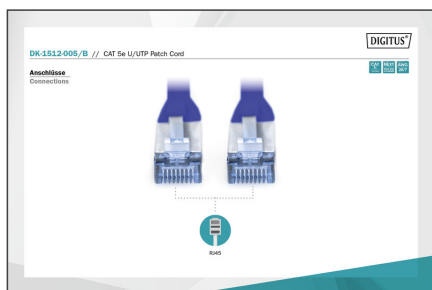 DIGITUS®
DK-1512-005/B // CAT 5e U/UTP Patch Cord
Anschlüsse
Connections
RJ45